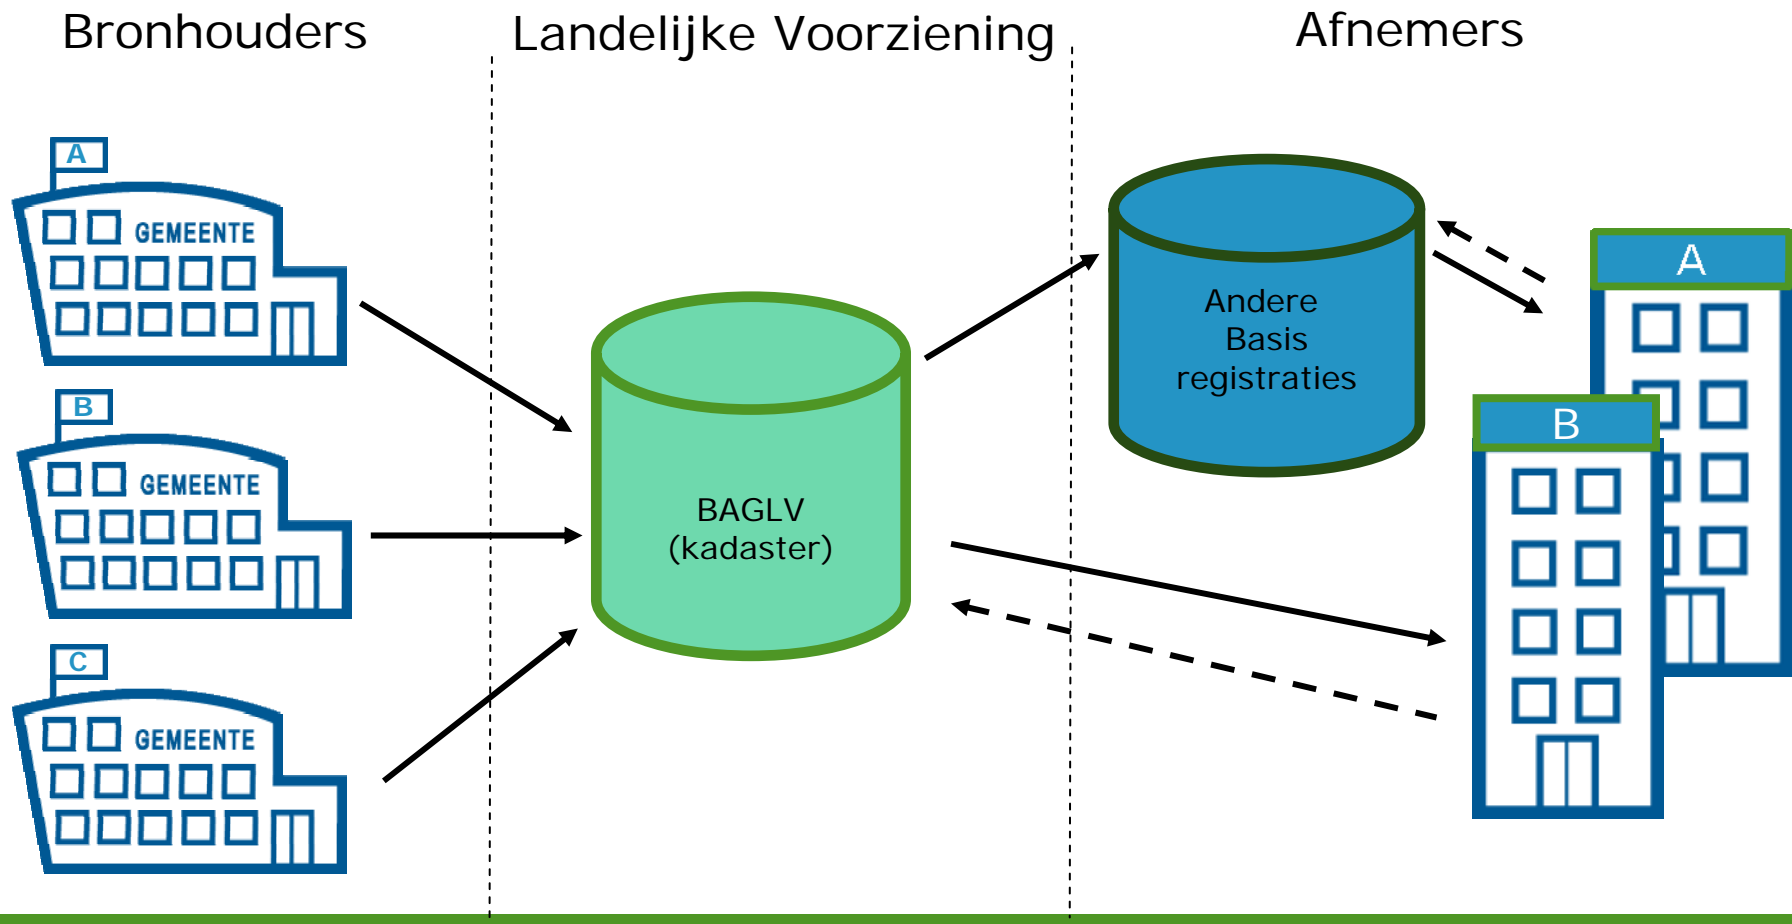 Bronhouders
Landelijke Voorziening
Afnemers
A
GEMEENTE
B
GEMEENTE
C
GEMEENTE
BAGLV
(kadaster)
Andere
Basis
registraties
A
B